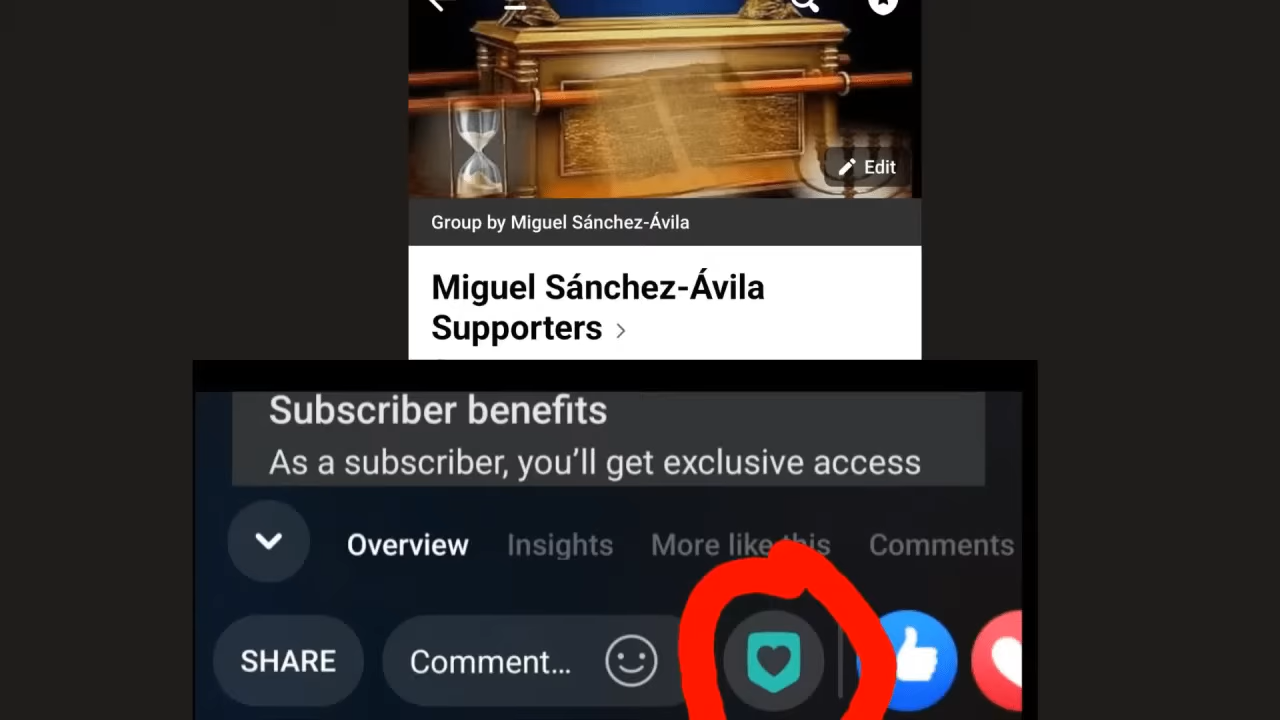 Edit
Group by Miguel Sánchez-Ávila
Miguel Sánchez-Ávila
Supporters
Subscriber benefits
As a subscriber, you’ll get exclusive access
Overview Insights More like this Comments
SHARE Comment...